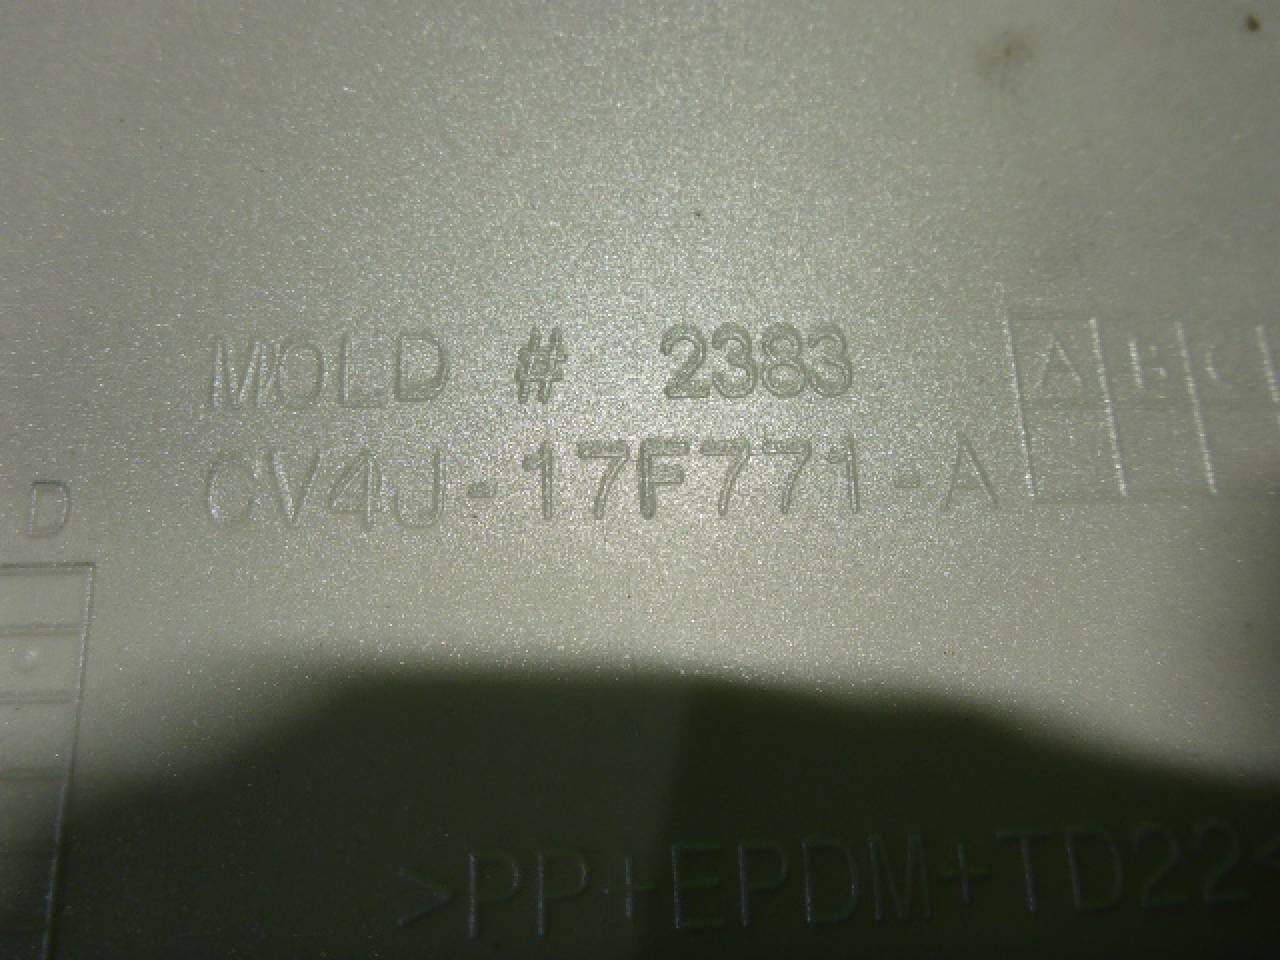 MOLD # 2383
CV4J-17F771-A
A B C
D
>PP+EPDM+TD22<